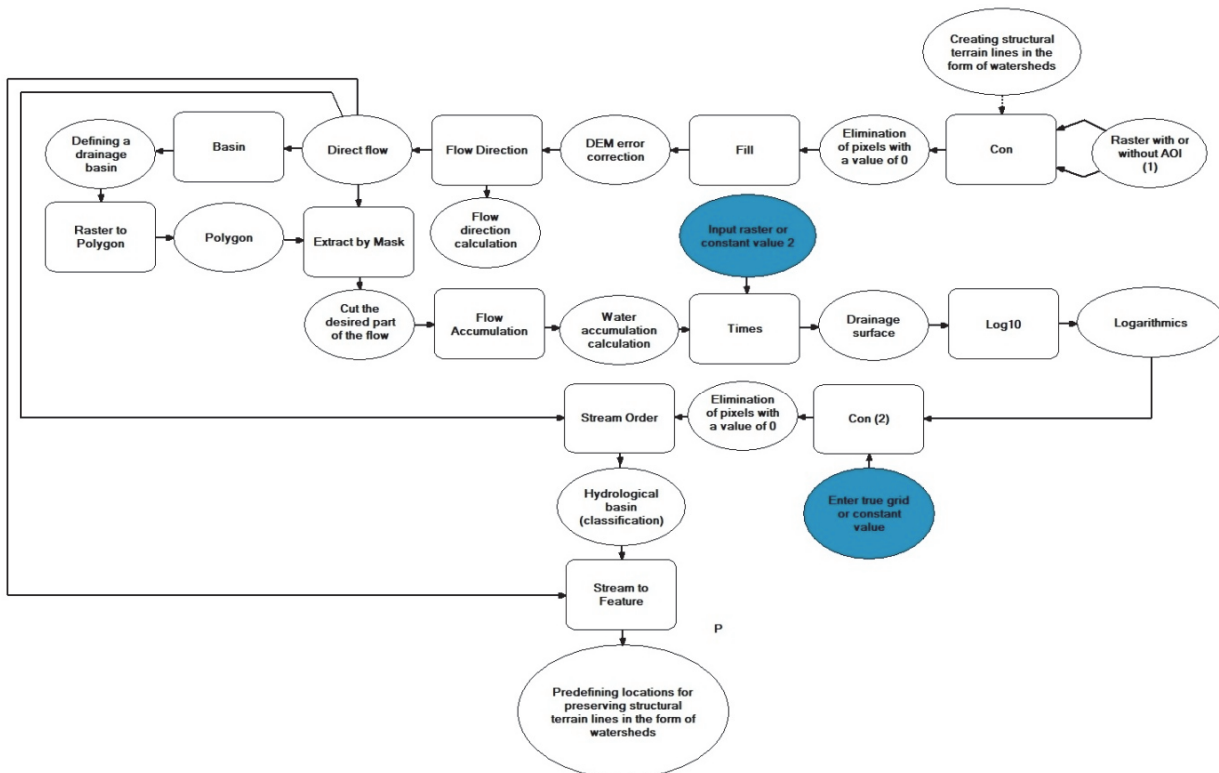 Creating structural
terrain lines in the
form of watersheds
Defining a
drainage
basin
Basin
Direct flow
Flow Direction
DEM error
correction
Fill
Elimination
of pixels with
a value of 0
Con
Raster with or
without AOI
(1)
Raster to
Polygon
Polygon
Extract by Mask
Flow
direction
calculation
Input raster or
constant value 2
Cut the
desired part
of the flow
Flow
Accumulation
Water
accumulation
calculation
Times
Drainage
surface
Log10
Logarithmics
Stream Order
Elimination
of pixels with
a value of 0
Con (2)
Hydrological
basin
(classification)
Enter true grid
or constant
value
Stream to
Feature
P
Predefining locations for
preserving structural
terrain lines in the form of
watersheds